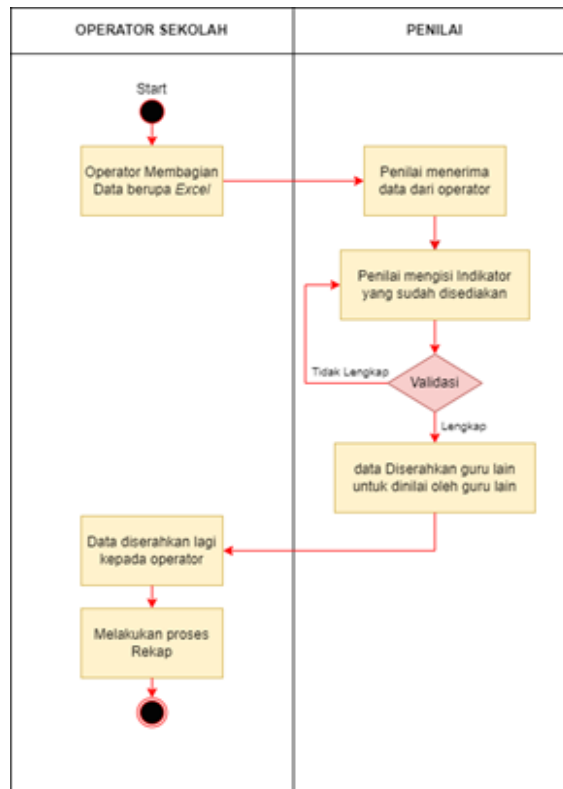 OPERATOR SEKOLAH
PENILAI
Start
Operator Membagian
Data berupa Excel
Penilai menerima
data dari operator
Penilai mengisi Indikator
yang sudah disediakan
Tidak Lengkap
Validasi
Lengkap
data Diserahkan guru lain
untuk dinilai oleh guru lain
Data diserahkan lagi
kepada operator
Melakukan proses
Rekap